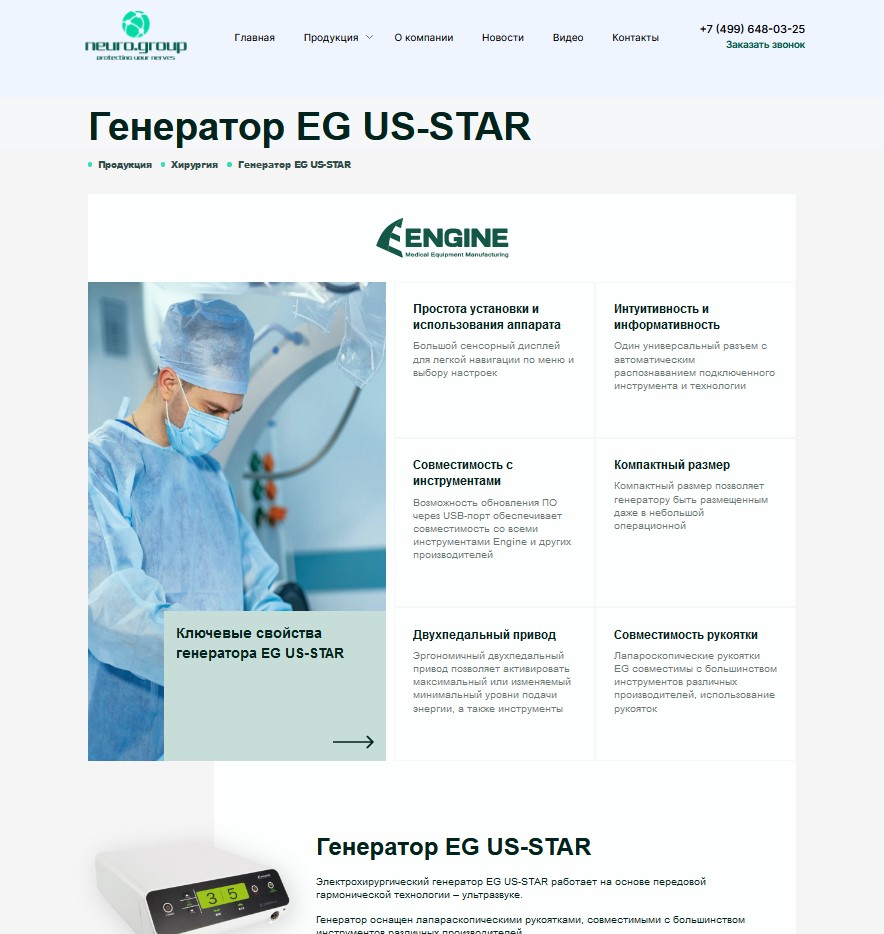 neuro.group
protecting your nerves
Главная
Продукция
О компании
Новости
Видео
Контакты
+7 (499) 648-03-25
Заказать звонок
Генератор EG US-STAR
Продукция
Хирургия
Генератор EG US-STAR
ENGINE
Medical Equipment Manufacturing
Простота установки и
использования аппарата
Большой сенсорный дисплей
для легкой навигации по меню и
выбору настроек
Интуитивность и
информативность
Один универсальный разъем с
автоматическим
распознаванием подключенного
инструмента и технологии
Совместимость с
инструментами
Возможность обновления ПО
через USB-порт обеспечивает
совместимость со всеми
инструментами Engine и других
производителей
Компактный размер
Компактный размер позволяет
генератору быть размещенным
даже в небольшой
операционной
Ключевые свойства
генератора EG US-STAR
Двухпедальный привод
Эргономичный двухпедальный
привод позволяет активировать
максимальный или изменяемый
минимальный уровни подачи
энергии, а также инструменты
Совместимость рукоятки
Лапароскопические рукоятки
EG совместимы с большинством
инструментов различных
производителей, использование
рукояток
Генератор EG US-STAR
Электрохирургический генератор EG US-STAR работает на основе передовой
гармонической технологии – ультразвуке.
Генератор оснащен лапараскопическими рукоятками, совместимыми с большинством
инструментов различных производителей
3 5